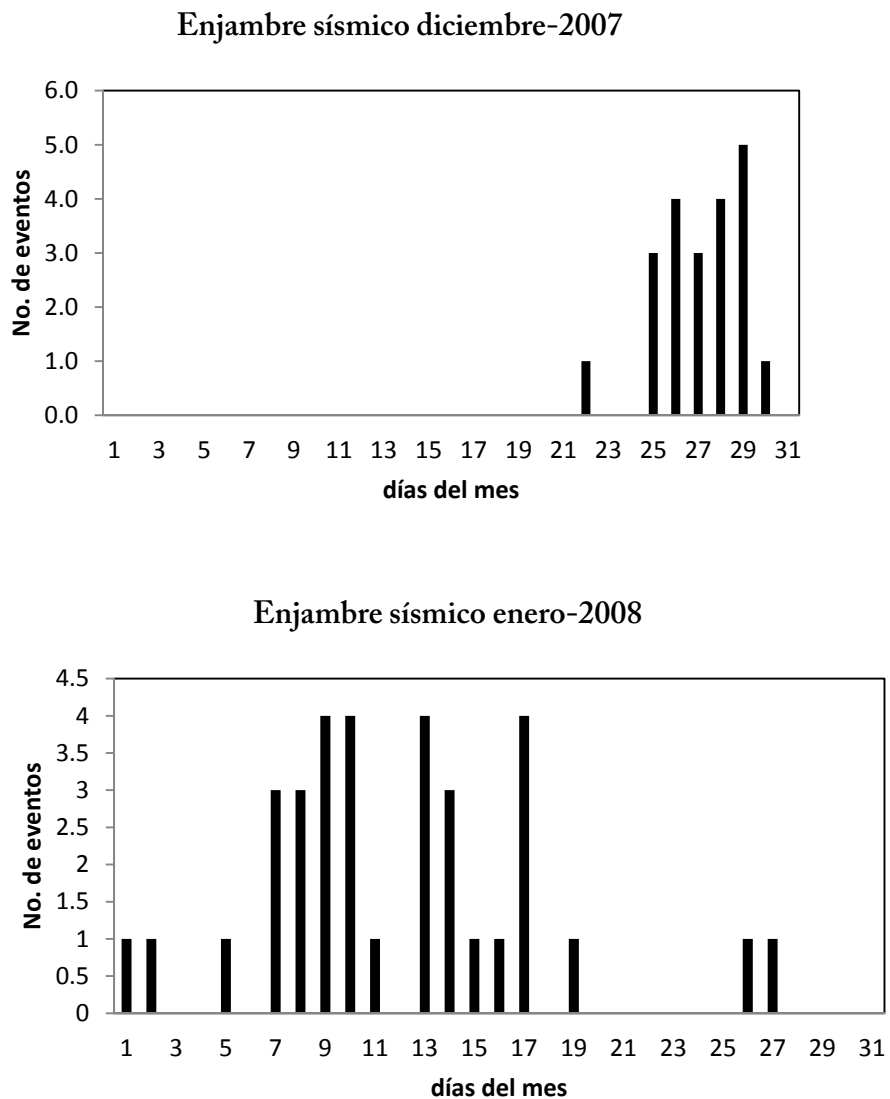 Enjambre sísmico diciembre-2007
6.0
5.0
4.0
3.0
2.0
1.0
0.0
No. de eventos
1 3 5 7 9 11 13 15 17 19 21 23 25 27 29 31
días del mes
Enjambre sísmico enero-2008
4.5
4
3.5
3
2.5
2
1.5
1
0.5
0
No. de eventos
1 3 5 7 9 11 13 15 17 19 21 23 25 27 29 31
días del mes